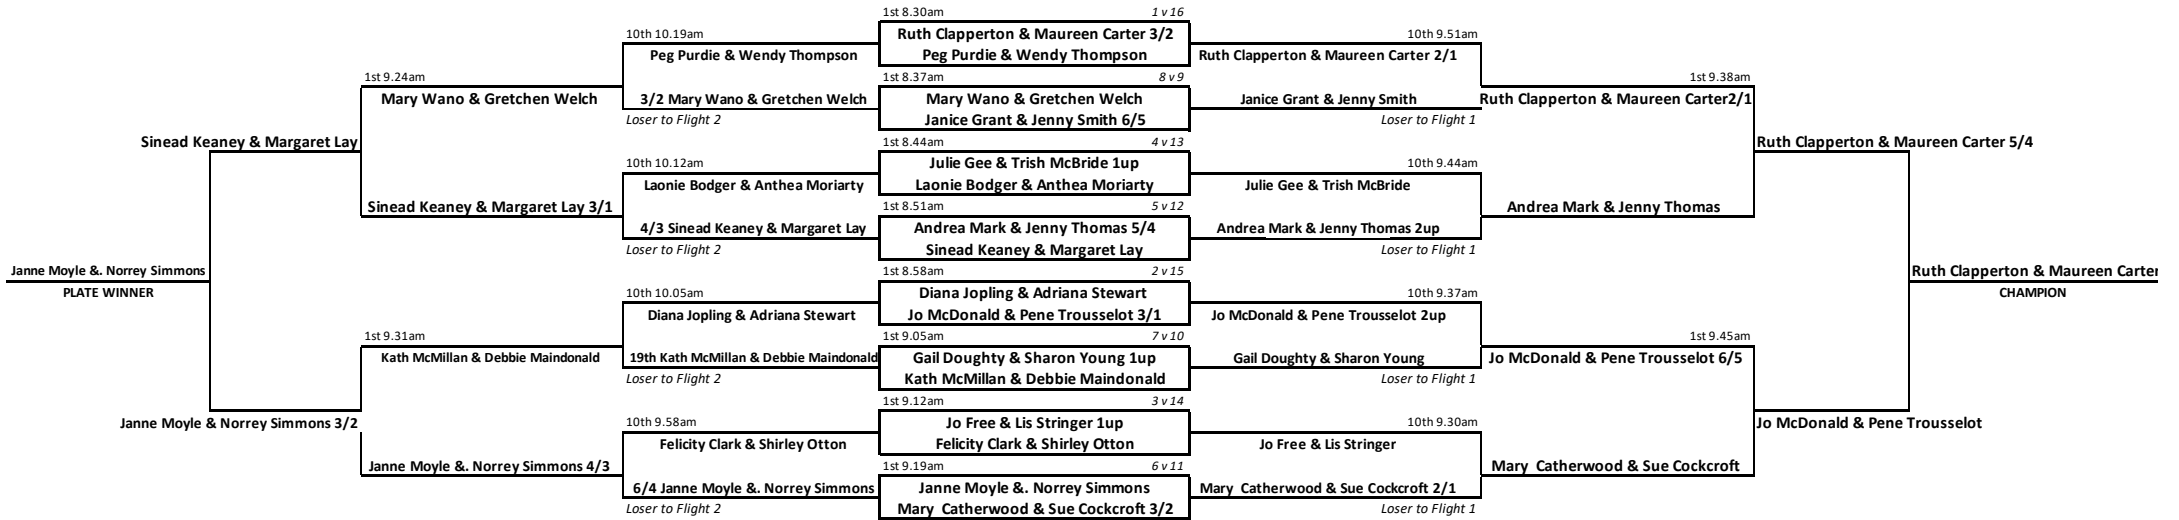 1st 8.30am 1 v 16
10th 10.19am Ruth Clapperton & Maureen Carter 3/2 10th 9.51am
Peg Purdie & Wendy Thompson Peg Purdie & Wendy Thompson Ruth Clapperton & Maureen Carter 2/1
1st 9.24am 1st 8.37am 8 v 9 1st 9.38am
Mary Wano & Gretchen Welch 3/2 Mary Wano & Gretchen Welch Mary Wano & Gretchen Welch Janice Grant & Jenny Smith Ruth Clapperton & Maureen Carter2/1
Loser to Flight 2 Janice Grant & Jenny Smith 6/5 Loser to Flight 1
Sinead Keaney & Margaret Lay 1st 8.44am 4 v 13 Ruth Clapperton & Maureen Carter 5/4
10th 10.12am Julie Gee & Trish McBride 1up 10th 9.44am
Laonie Bodger & Anthea Moriarty Laonie Bodger & Anthea Moriarty Julie Gee & Trish McBride
Sinead Keaney & Margaret Lay 3/1 1st 8.51am 5 v 12 Andrea Mark & Jenny Thomas
4/3 Sinead Keaney & Margaret Lay Andrea Mark & Jenny Thomas 5/4 Andrea Mark & Jenny Thomas 2up
Loser to Flight 2 Sinead Keaney & Margaret Lay Loser to Flight 1
Janne Moyle &. Norrey Simmons 1st 8.58am 2 v 15 Ruth Clapperton & Maureen Carter
PLATE WINNER 10th 10.05am Diana Jopling & Adriana Stewart 10th 9.37am CHAMPION
Diana Jopling & Adriana Stewart Jo McDonald & Pene Trousselot 3/1 Jo McDonald & Pene Trousselot 2up
1st 9.31am 1st 9.05am 7 v 10 1st 9.45am
Kath McMillan & Debbie Maindonald 19th Kath McMillan & Debbie Maindonald Gail Doughty & Sharon Young 1up Gail Doughty & Sharon Young Jo McDonald & Pene Trousselot 6/5
Loser to Flight 2 Kath McMillan & Debbie Maindonald Loser to Flight 1
1st 9.12am 3 v 14
Janne Moyle & Norrey Simmons 3/2 10th 9.58am Jo Free & Lis Stringer 1up 10th 9.30am Jo McDonald & Pene Trousselot
Felicity Clark & Shirley Otton Felicity Clark & Shirley Otton Jo Free & Lis Stringer
Janne Moyle &. Norrey Simmons 4/3 1st 9.19am 6 v 11 Mary Catherwood & Sue Cockcroft
6/4 Janne Moyle &. Norrey Simmons Janne Moyle &. Norrey Simmons Mary Catherwood & Sue Cockcroft 2/1
Loser to Flight 2 Mary Catherwood & Sue Cockcroft 3/2 Loser to Flight 1